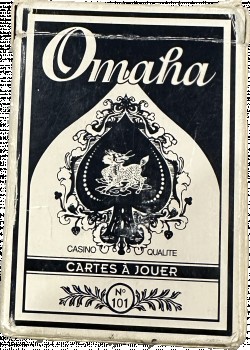 Omaha
CASINO QUALITE
CARTES À JOUER
Nº
101